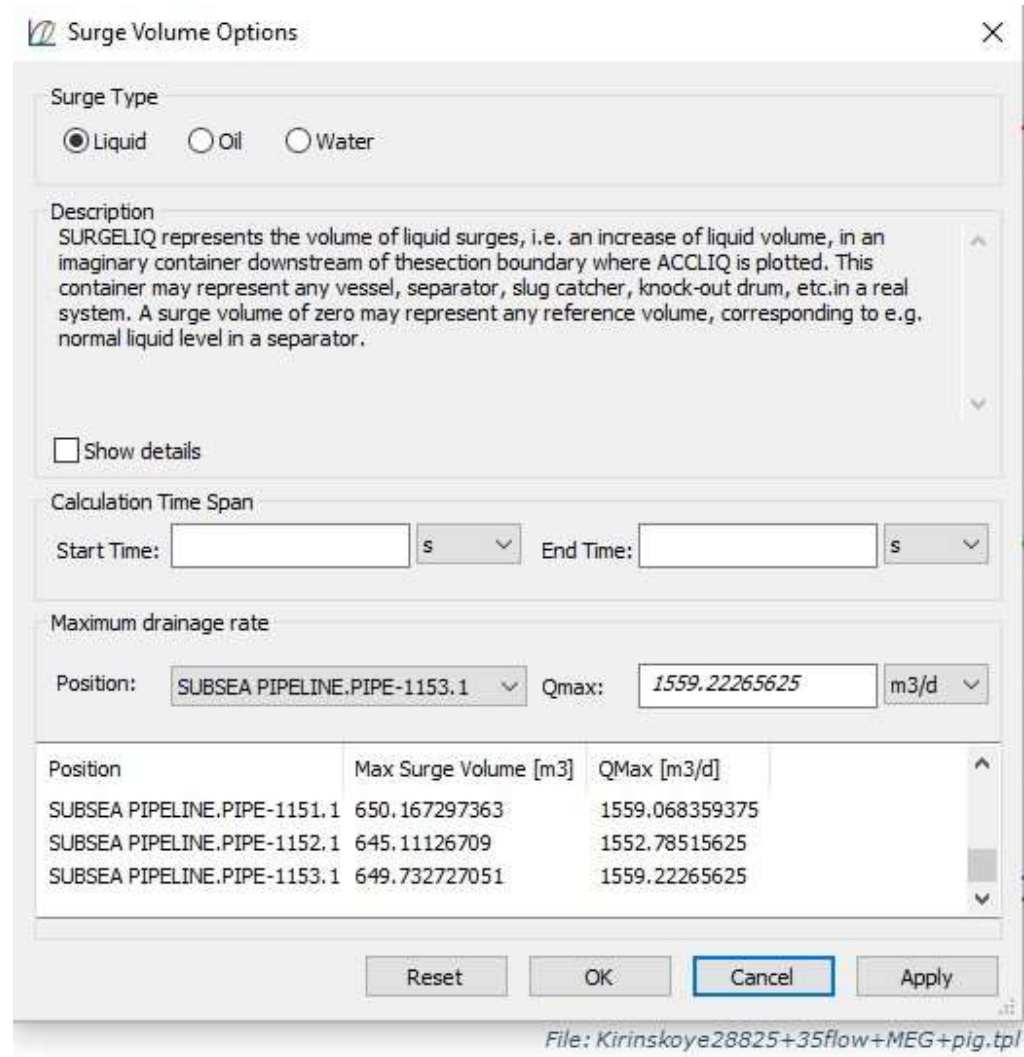 Surge Volume Options
Surge Type
Liquid Oil Water
Description
SURGELIQ represents the volume of liquid surges, i.e. an increase of liquid volume, in an
imaginary container downstream of thesection boundary where ACCLIQ is plotted. This
container may represent any vessel, separator, slug catcher, knock-out drum, etc.in a real
system. A surge volume of zero may represent any reference volume, corresponding to e.g.
normal liquid level in a separator.
Show details
Calculation Time Span
Start Time: s End Time: s
Maximum drainage rate
Position: SUBSEA PIPELINE.PIPE-1153.1 Qmax: 1559.22265625 m3/d
Position Max Surge Volume [m3] QMax [m3/d]
SUBSEA PIPELINE.PIPE-1151.1 650.167297363 1559.068359375
SUBSEA PIPELINE.PIPE-1152.1 645.11126709 1552.78515625
SUBSEA PIPELINE.PIPE-1153.1 649.732727051 1559.22265625
Reset OK Cancel Apply
File: Kirinskoye28825+35flow+MEG+pig.tpl